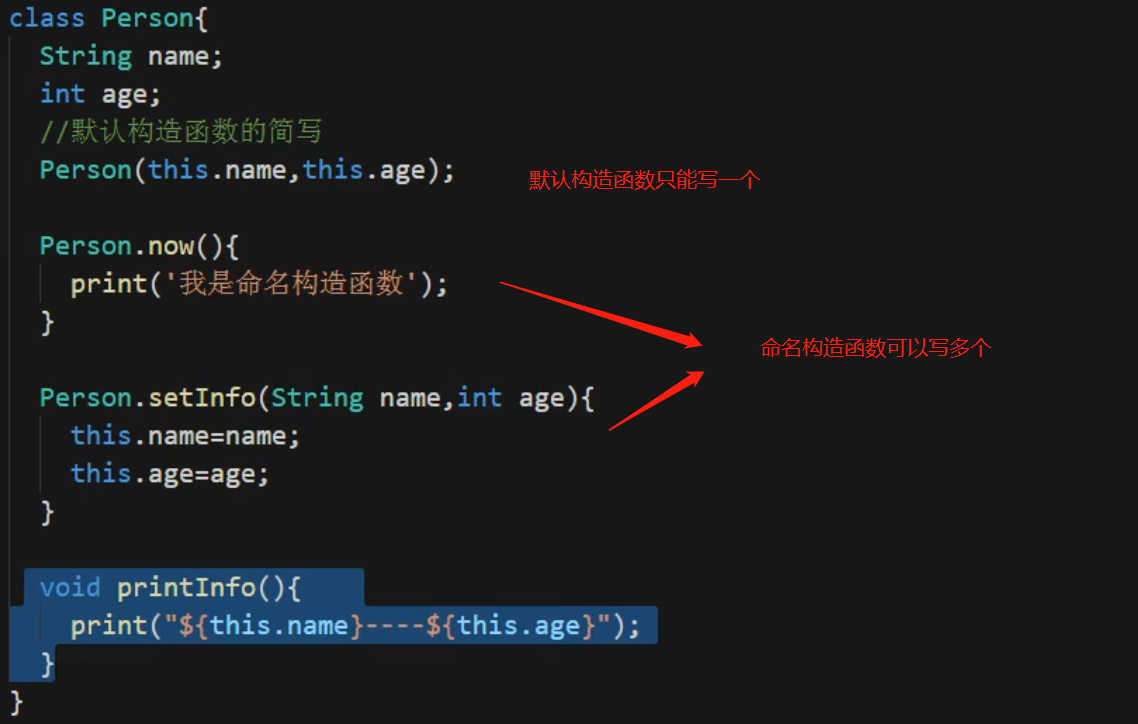 class Person{
String name;
int age;
//默认构造函数的简写
Person(this.name,this.age);
默认构造函数只能写一个
Person.now(){
print('我是命名构造函数');
}
命名构造函数可以写多个
Person.setInfo(String name,int age){
this.name=name;
this.age=age;
}
void printInfo(){
print("${this.name}----${this.age}");
}
}